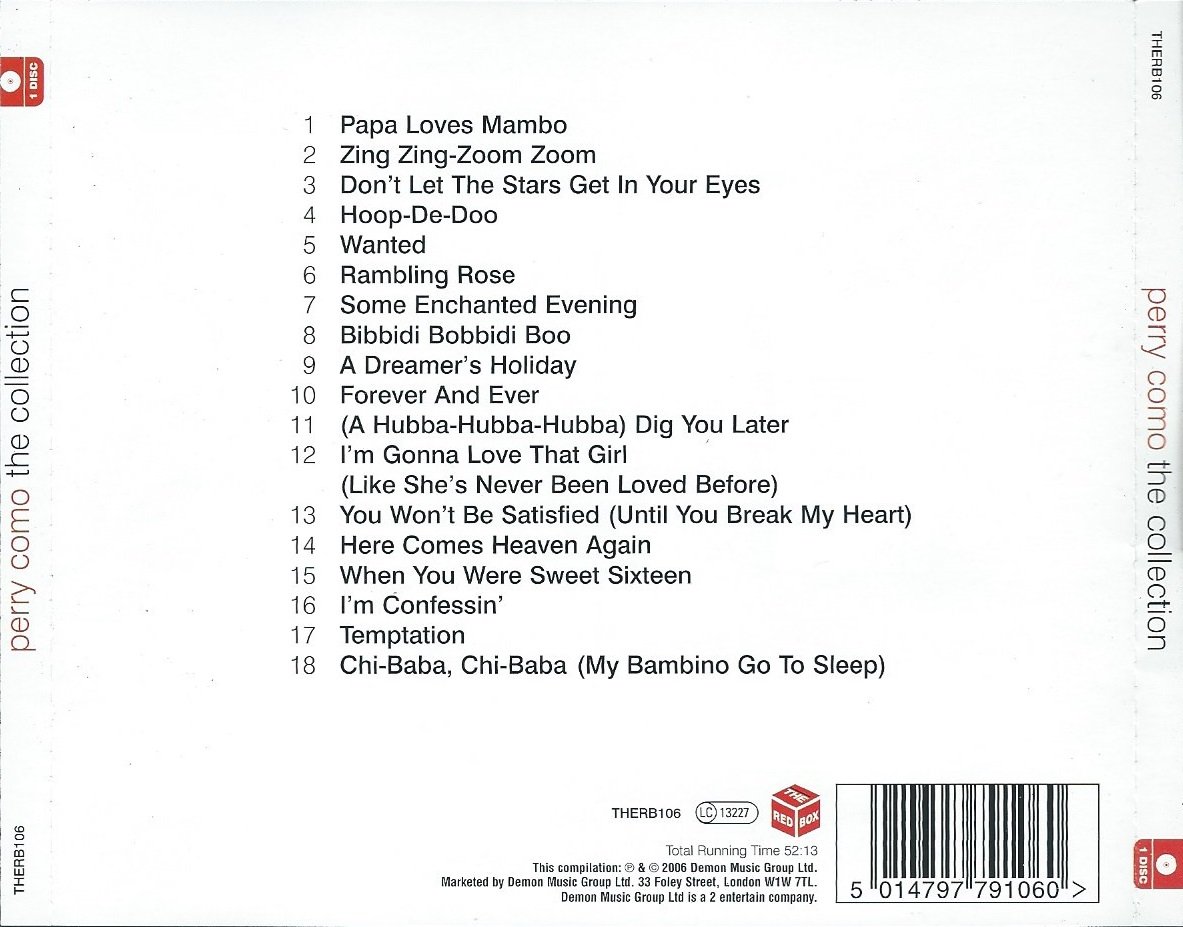 1 DISC
perry como the collection
THERB106
1 Papa Loves Mambo
2 Zing Zing-Zoom Zoom
3 Don't Let The Stars Get In Your Eyes
4 Hoop-De-Doo
5 Wanted
6 Rambling Rose
7 Some Enchanted Evening
8 Bibbidi Bobbidi Boo
9 A Dreamer's Holiday
10 Forever And Ever
11 (A Hubba-Hubba-Hubba) Dig You Later
12 I'm Gonna Love That Girl
(Like She's Never Been Loved Before)
13 You Won't Be Satisfied (Until You Break My Heart)
14 Here Comes Heaven Again
15 When You Were Sweet Sixteen
16 I'm Confessin'
17 Temptation
18 Chi-Baba, Chi-Baba (My Bambino Go To Sleep)
THERB106 LC 13227 THE RED BOX
Total Running Time 52:13
This compilation: ℗ & © 2006 Demon Music Group Ltd.
Marketed by Demon Music Group Ltd. 33 Foley Street, London W1W 7TL.
Demon Music Group Ltd is a 2 entertain company.
5 014797 791060 >
THERB106
perry como the collection
1 DISC